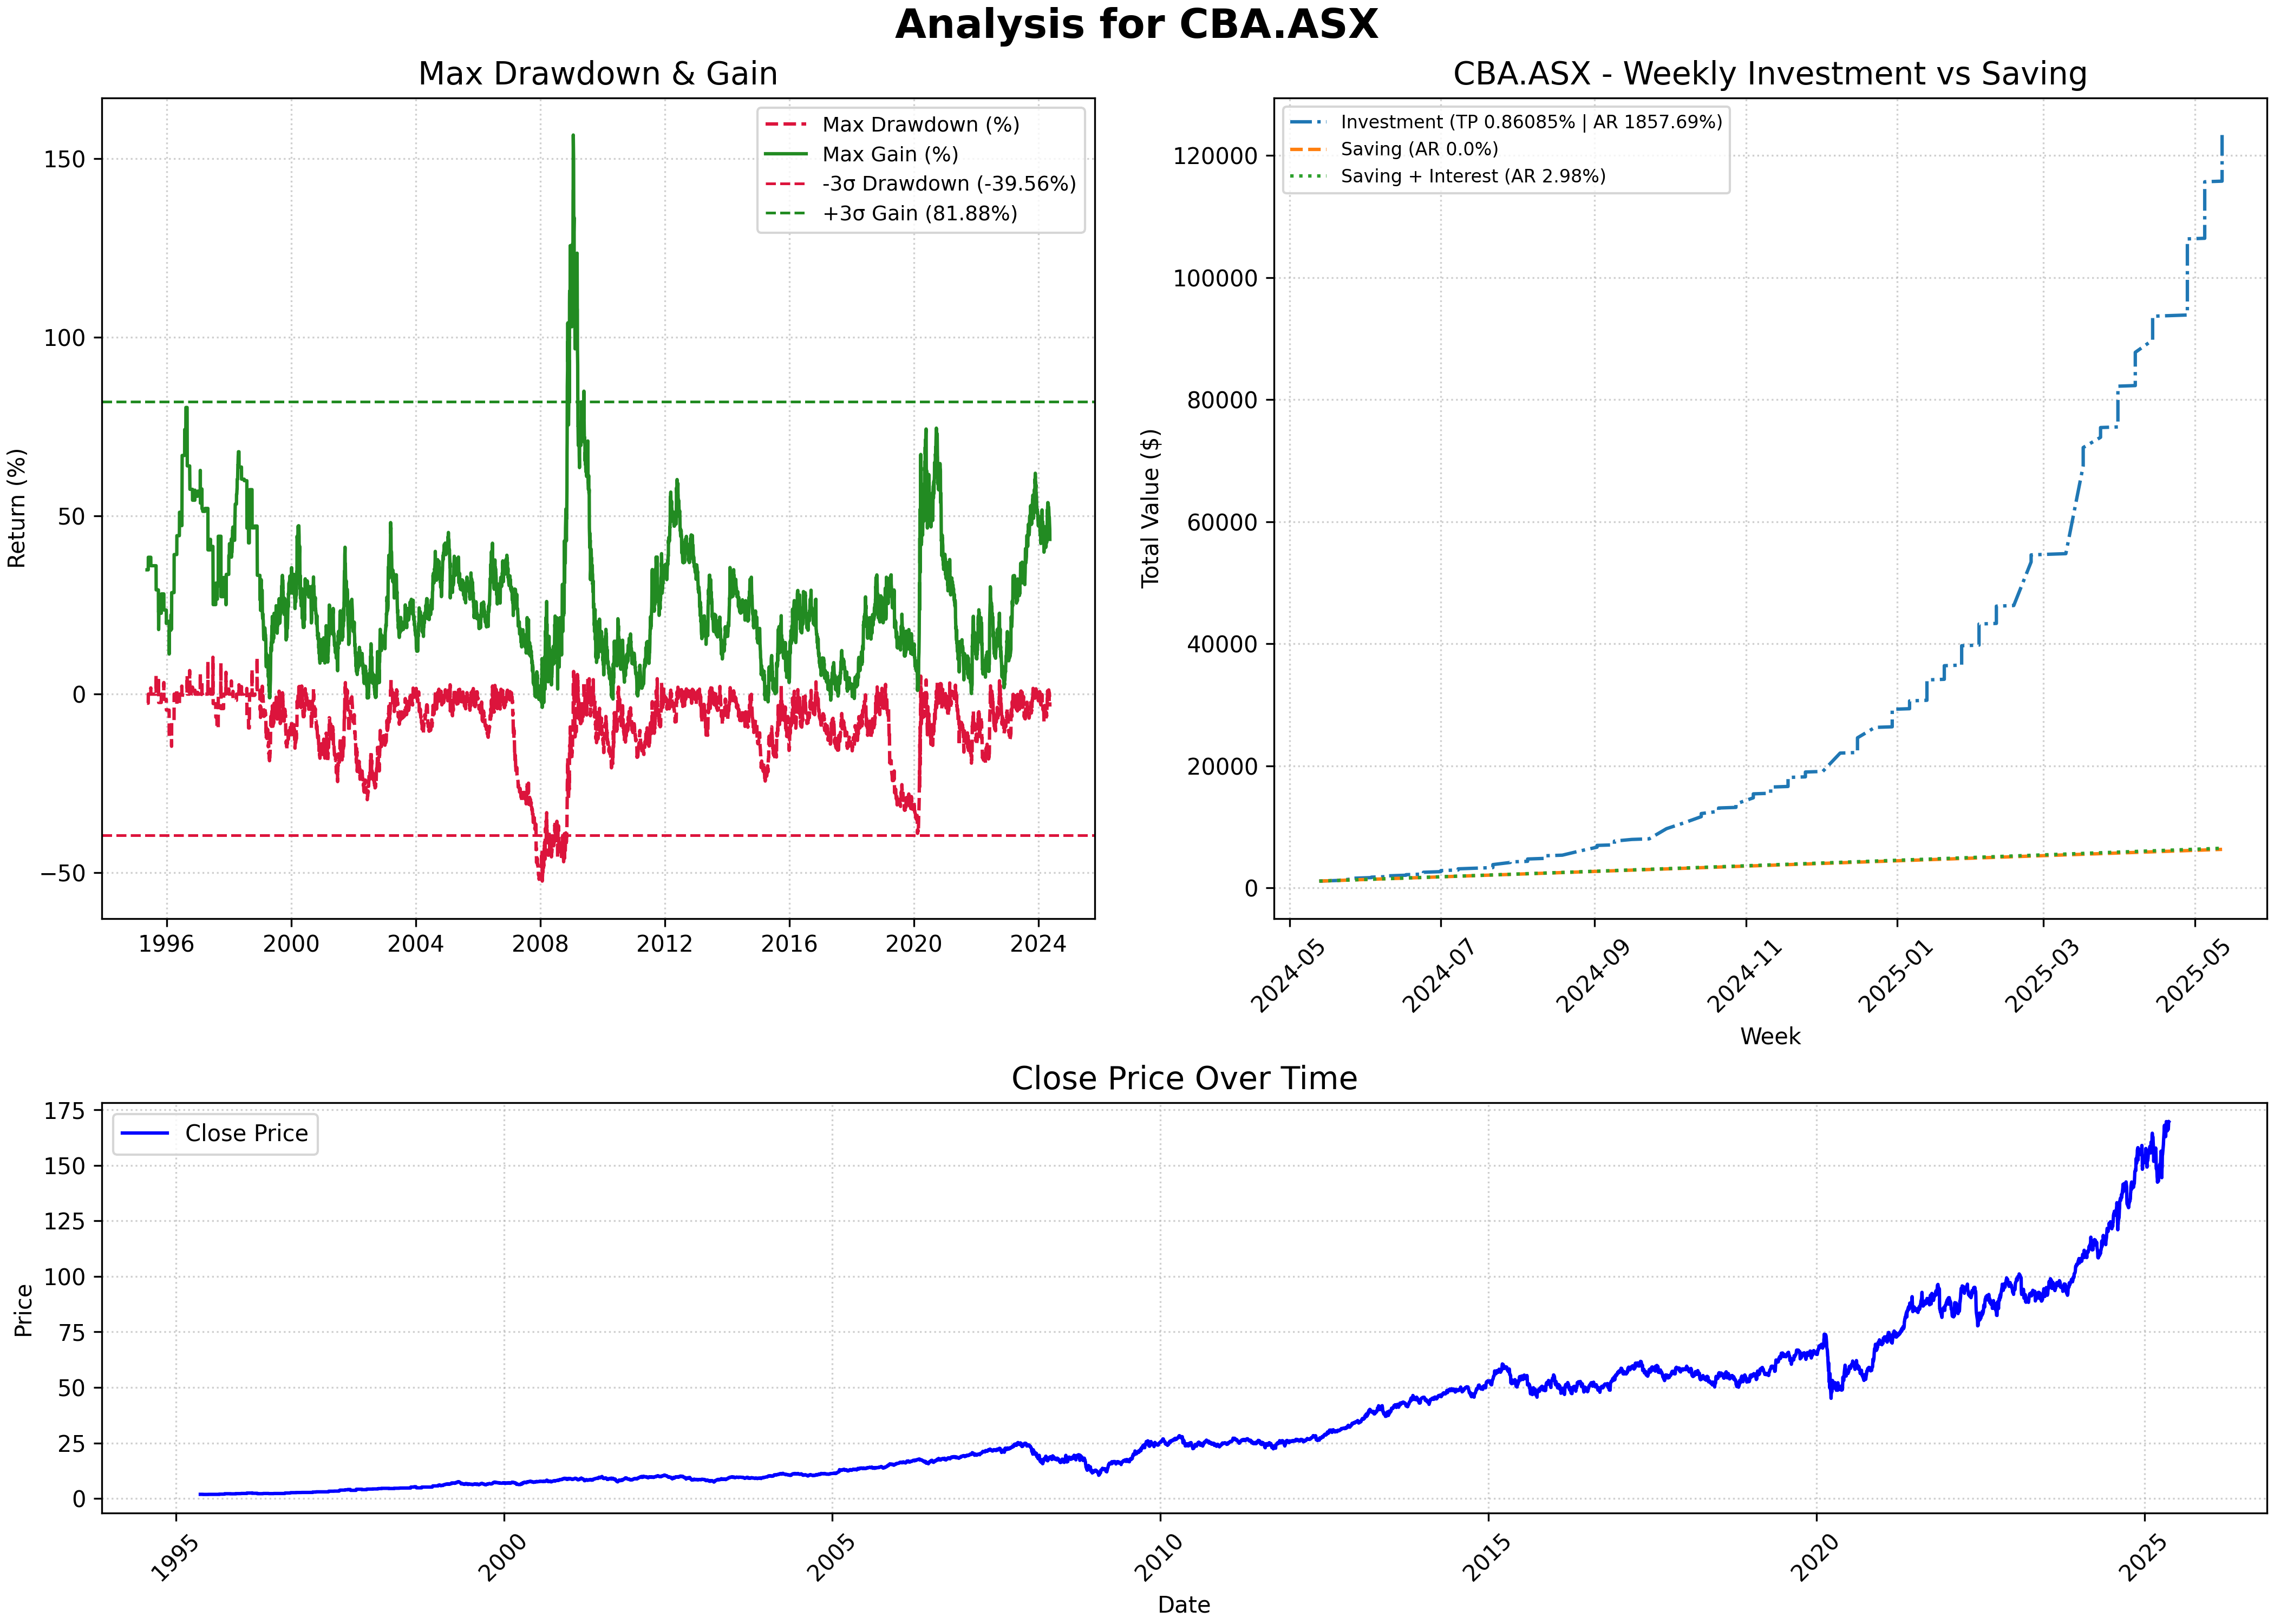 Analysis for CBA.ASX
Max Drawdown & Gain
Max Drawdown (%)
Max Gain (%)
-3σ Drawdown (-39.56%)
+3σ Gain (81.88%)
Return (%)
150
100
50
0
−50
1996 2000 2004 2008 2012 2016 2020 2024
CBA.ASX - Weekly Investment vs Saving
Investment (TP 0.86085% | AR 1857.69%)
Saving (AR 0.0%)
Saving + Interest (AR 2.98%)
Total Value ($)
120000
100000
80000
60000
40000
20000
0
2024-05 2024-07 2024-09 2024-11 2025-01 2025-03 2025-05
Week
Close Price Over Time
Close Price
Price
175
150
125
100
75
50
25
0
1995 2000 2005 2010 2015 2020 2025
Date